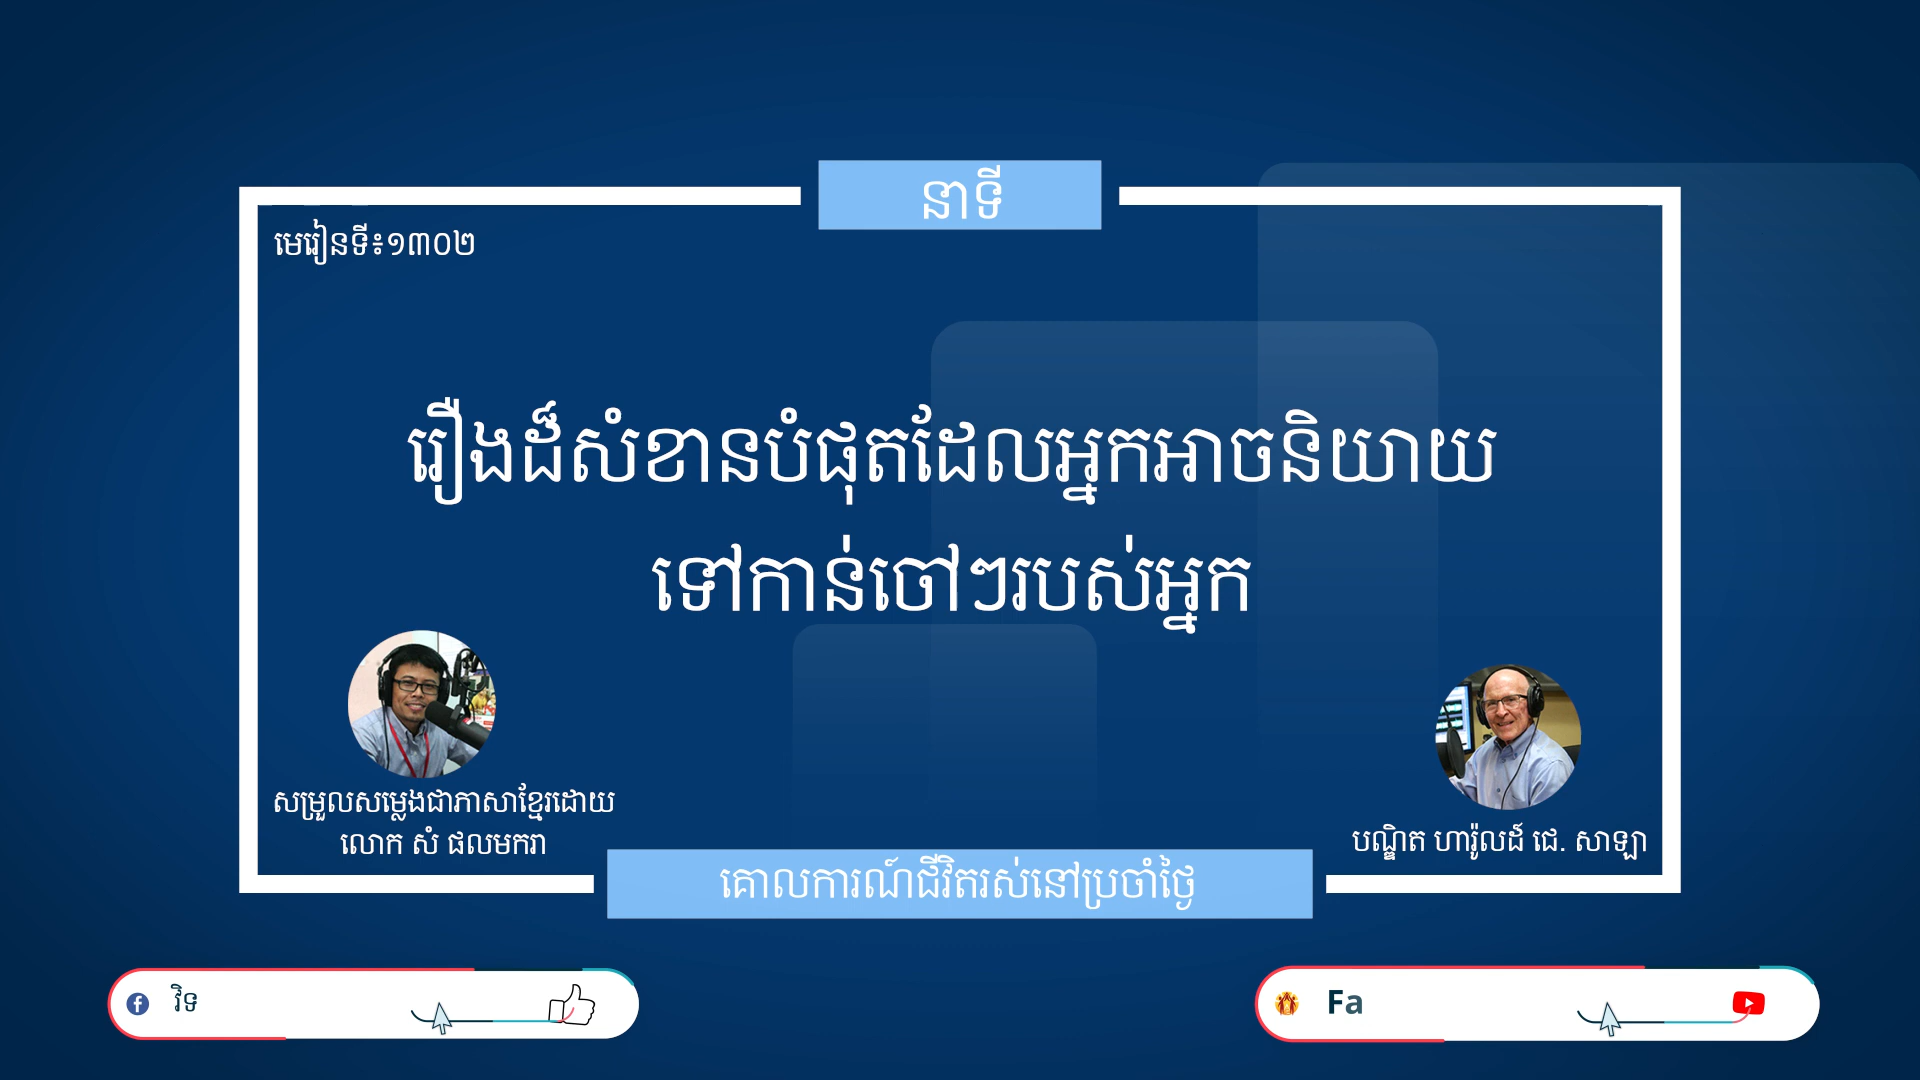 នាទី
មេរៀនទី៖១៣០២
រឿងដ៏សំខានបំផុតដែលអ្នកអាចនិយាយ
ទៅកាន់ចៅៗរបស់អ្នក
សម្រួលសម្លេងជាភាសាខ្មែរដោយ
លោក សំ ផលមករា
បណ្ឌិត ហារ៉ូលដ៍ ជេ. សាឡា
គោលការណ៍ជីវិតរស់នៅប្រចាំថ្ងៃ
វិទ
Fa